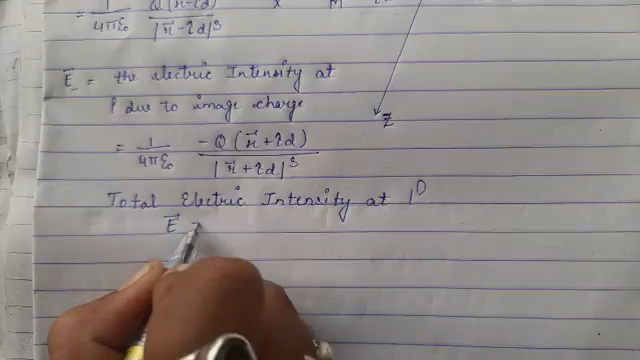 = 1/4πε₀ Q(r⃗-2d)/|r⃗-2d|³
Z
E⃗₋ = the electric Intensity at
P due to image charge
= 1/4πε₀ -Q(r⃗+2d)/|r⃗+2d|³
Total Electric Intensity at P
E⃗